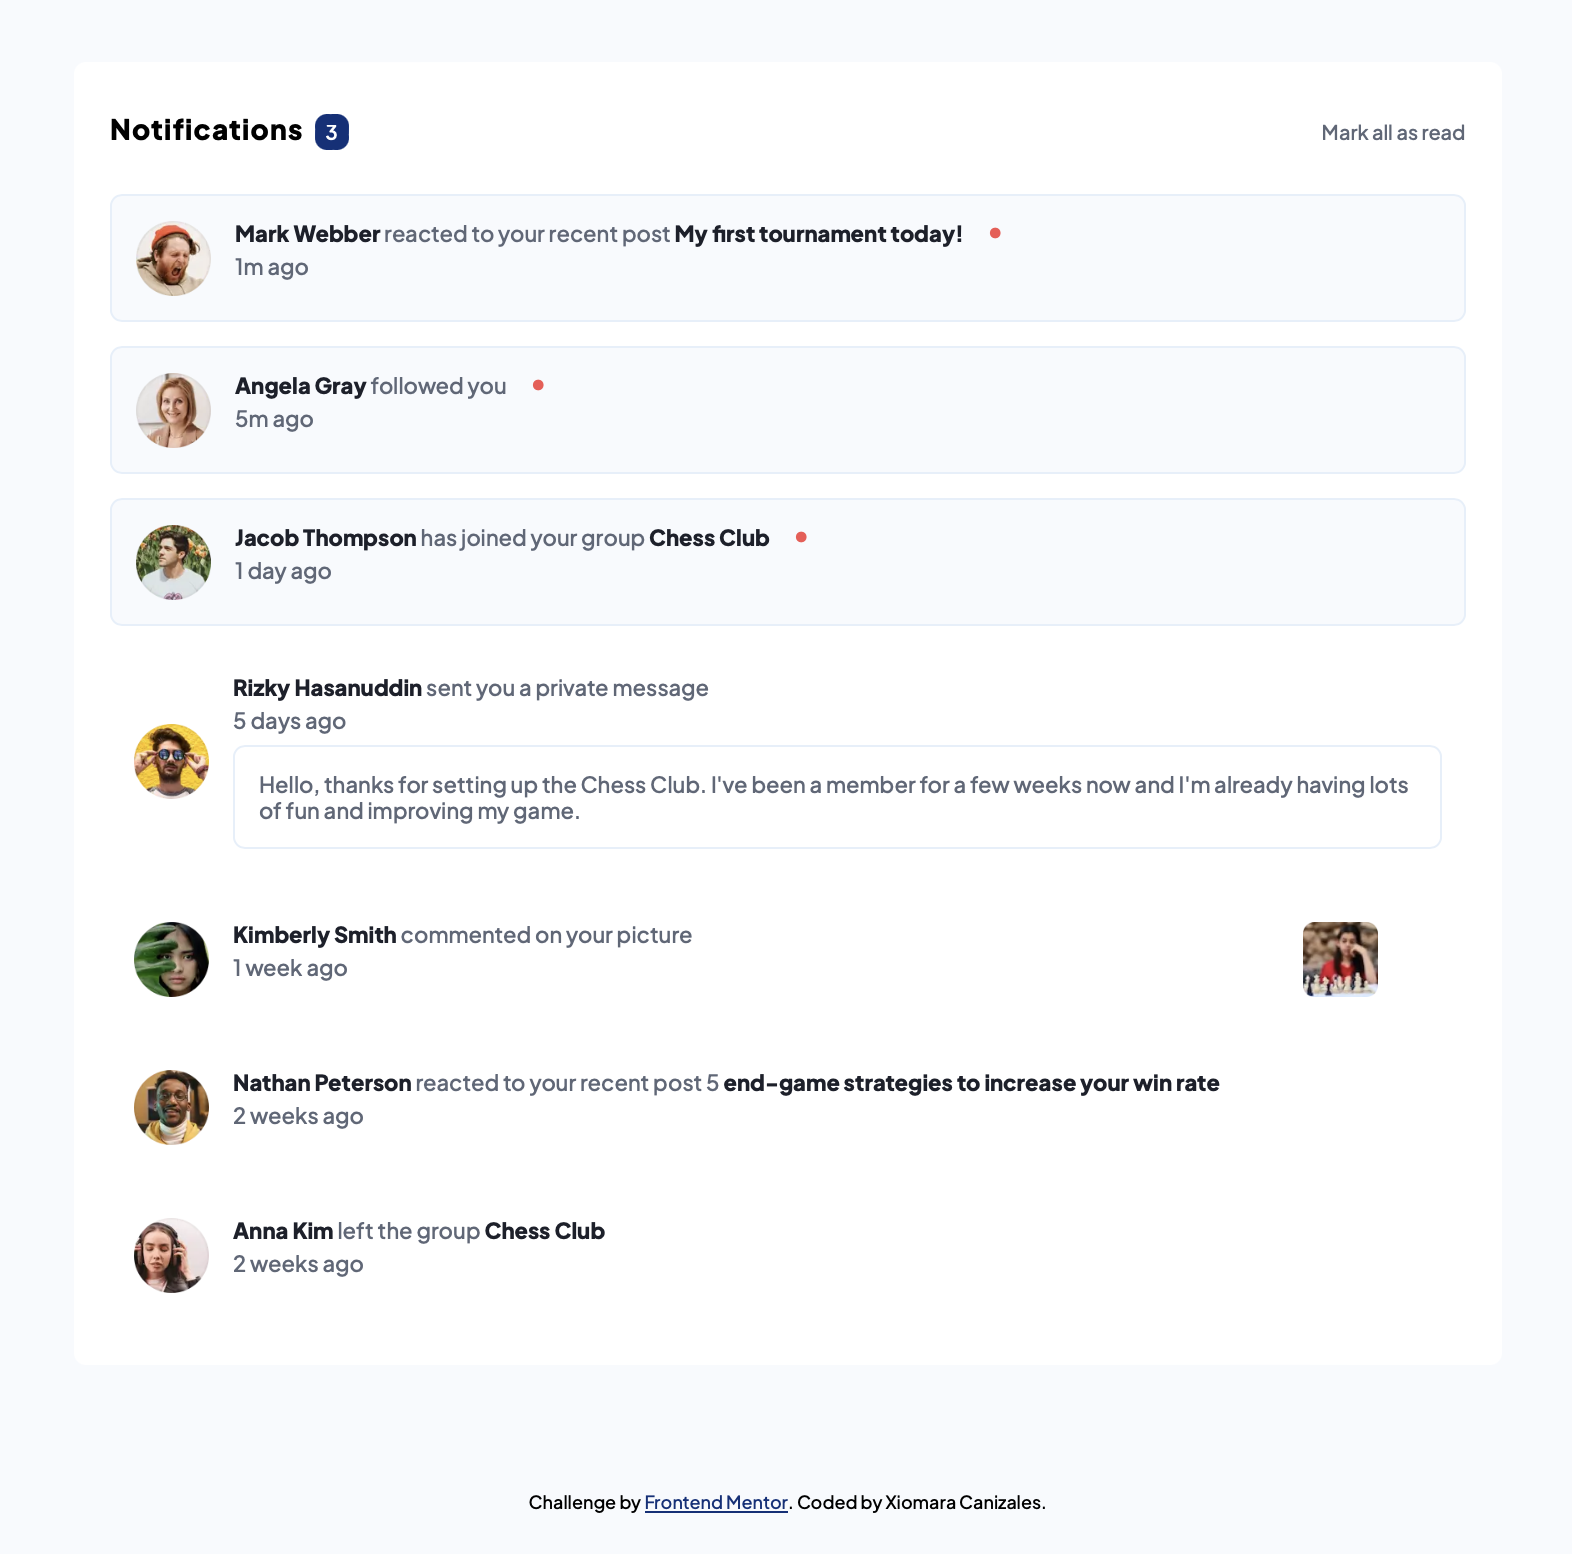 Notifications 3
Mark all as read
Mark Webber reacted to your recent post My first tournament today!
1m ago
Angela Gray followed you
5m ago
Jacob Thompson has joined your group Chess Club
1 day ago
Rizky Hasanuddin sent you a private message
5 days ago
Hello, thanks for setting up the Chess Club. I've been a member for a few weeks now and I'm already having lots
of fun and improving my game.
Kimberly Smith commented on your picture
1 week ago
Nathan Peterson reacted to your recent post 5 end-game strategies to increase your win rate
2 weeks ago
Anna Kim left the group Chess Club
2 weeks ago
Challenge by Frontend Mentor. Coded by Xiomara Canizales.